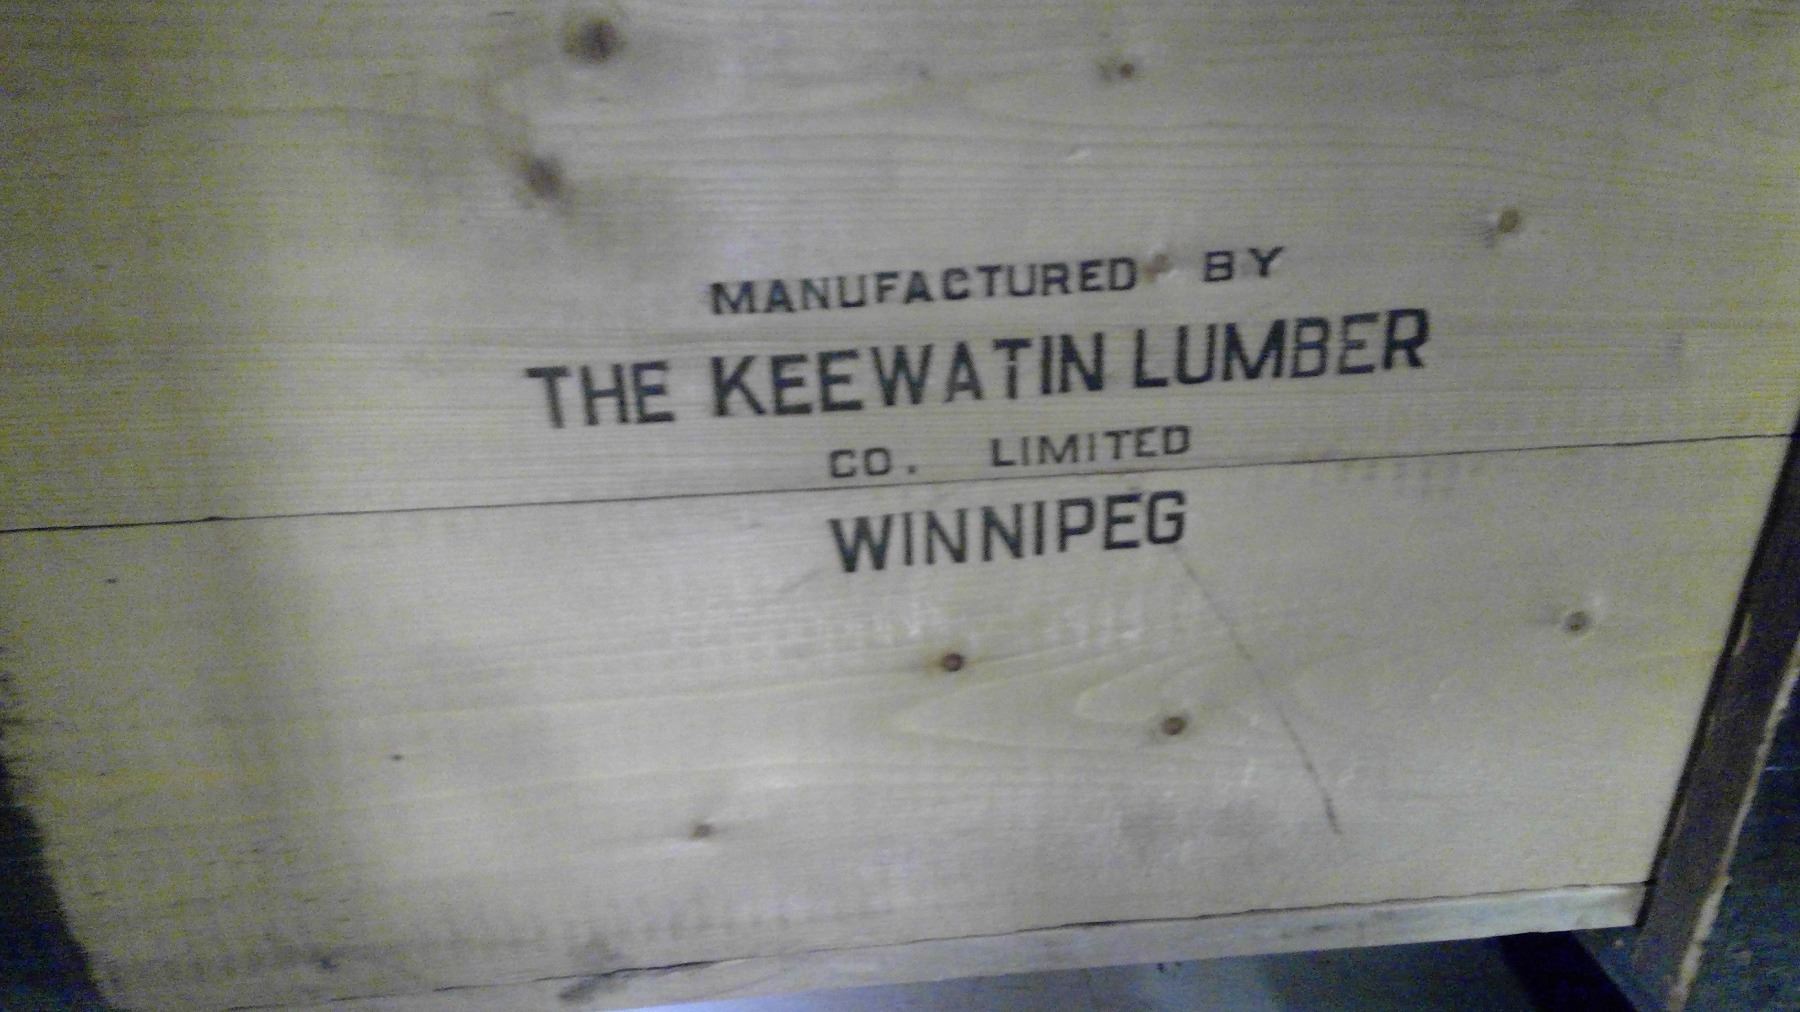 MANUFACTURED BY
THE KEEWATIN LUMBER
CO. LIMITED
WINNIPEG